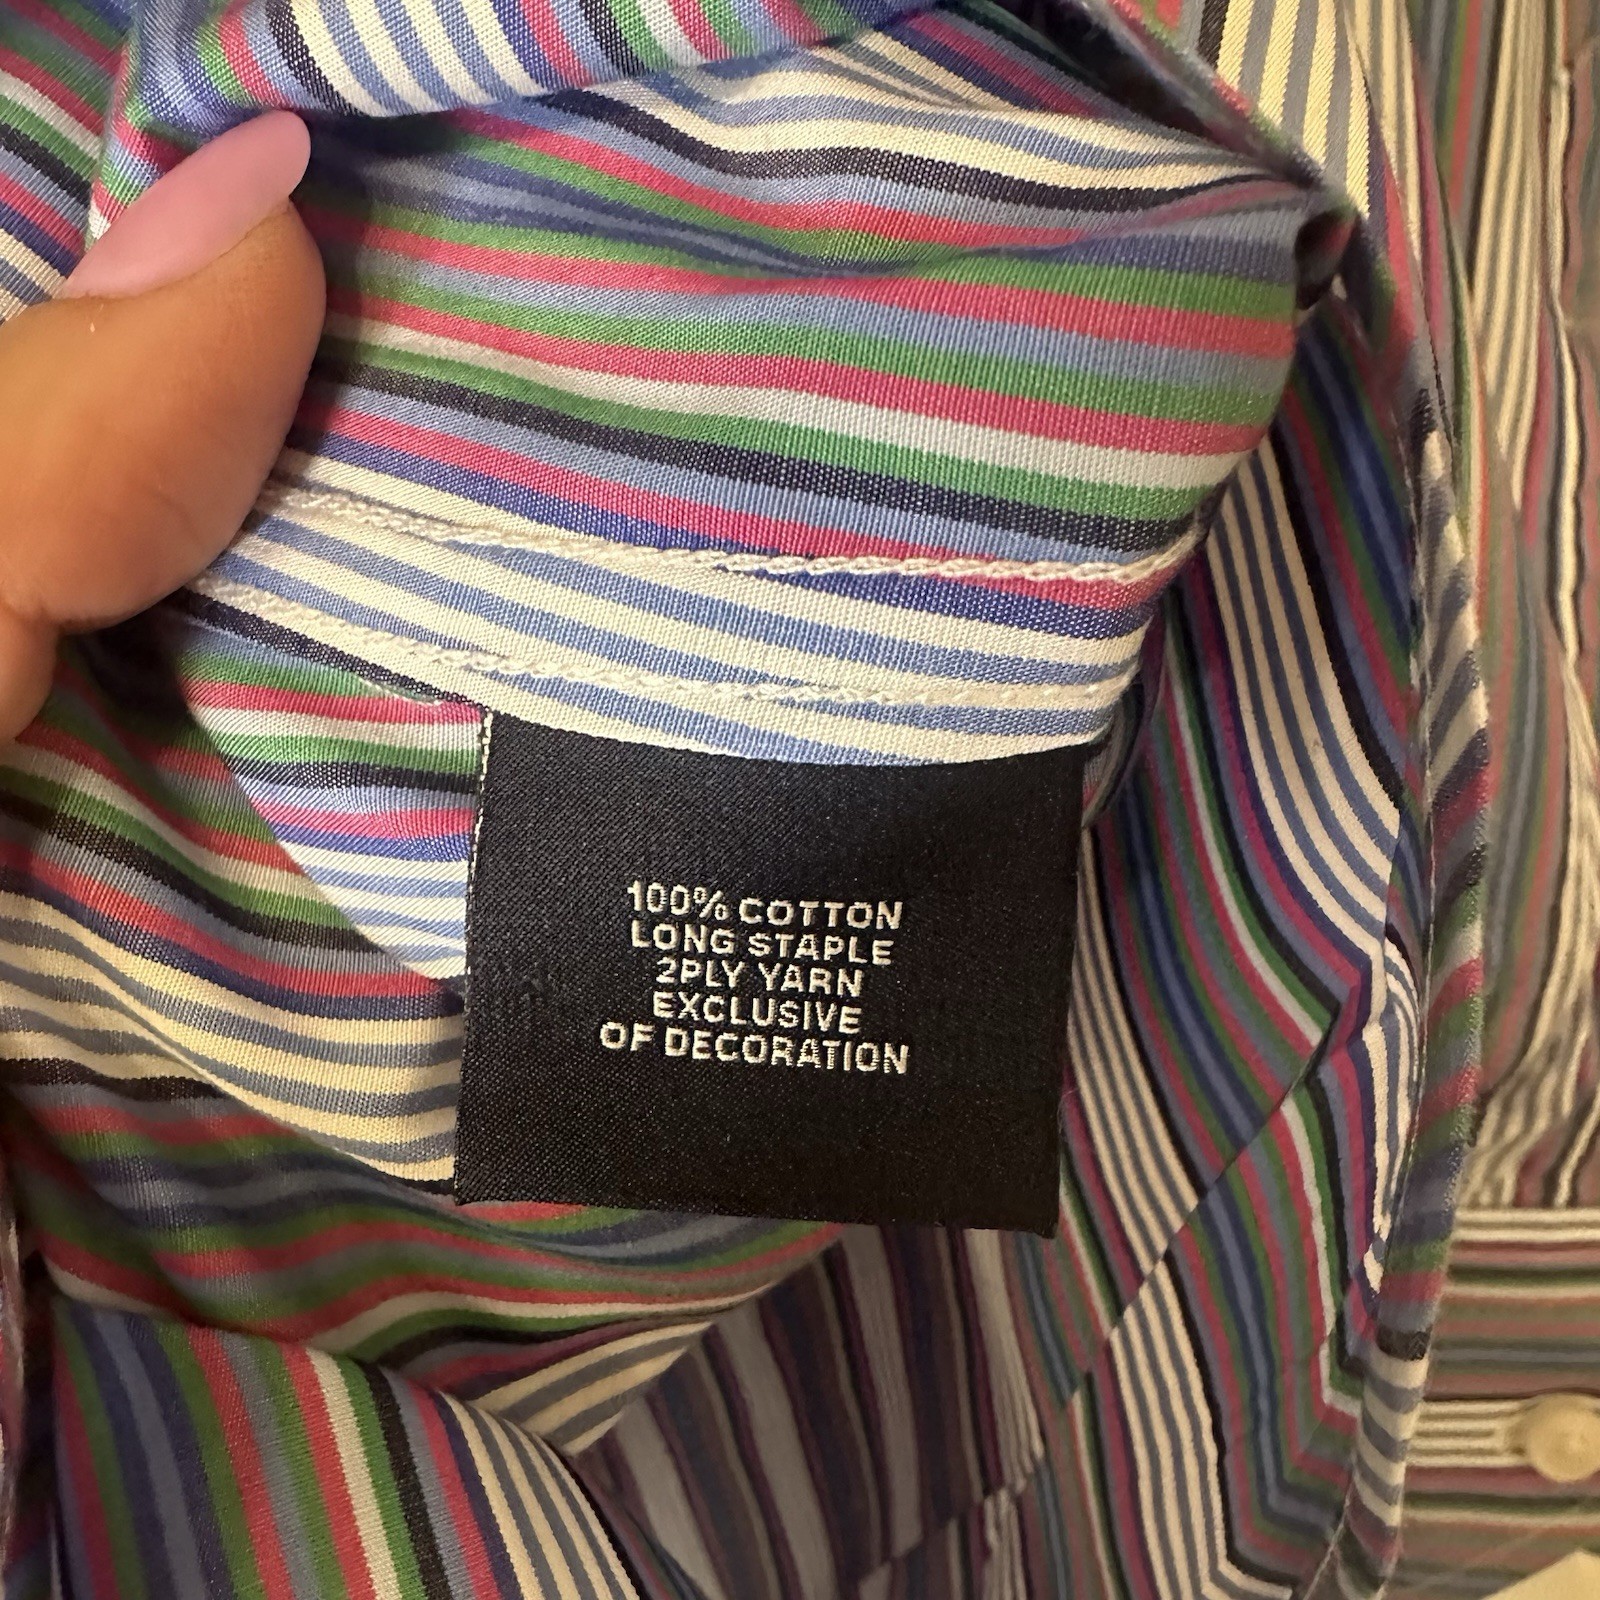 100% COTTON
LONG STAPLE
2PLY YARN
EXCLUSIVE
OF DECORATION